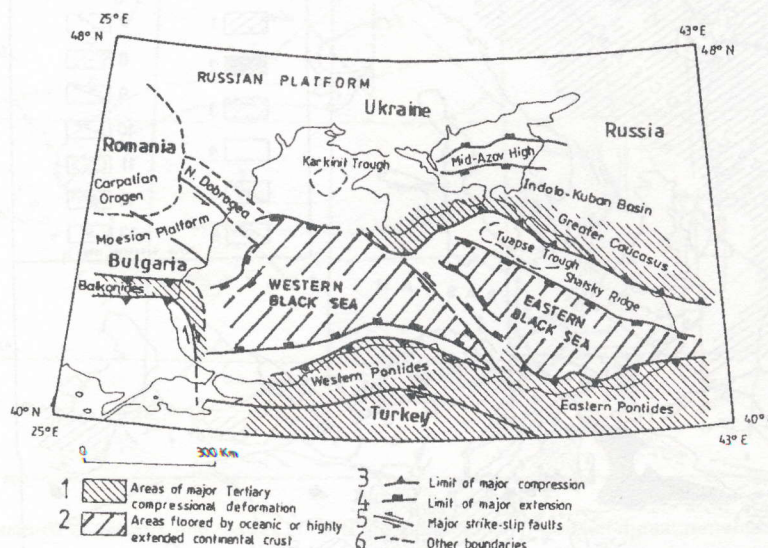 25°E
48°N
43°E
48°N
RUSSIAN PLATFORM
Ukraine
Russia
Romania
Karkinit Trough
Mid-Azov High
Carpatian
Orogen
N. Dobrogea
Indolo-Kuban Basin
Greater Caucasus
Moesian Platform
Tuapse
Trough
Shatsky Ridge
Bulgaria
Balkonides
WESTERN
BLACK SEA
EASTERN
BLACK SEA
Western Pontides
Eastern Pontides
Turkey
40°N
25°E
40°
43°E
0 300 Km
1 Areas of major Tertiary
compressional deformation
2 Areas floored by oceanic or highly
extended continental crust
3 Limit of major compression
4 Limit of major extension
5 Major strike-slip faults
6 Other boundaries